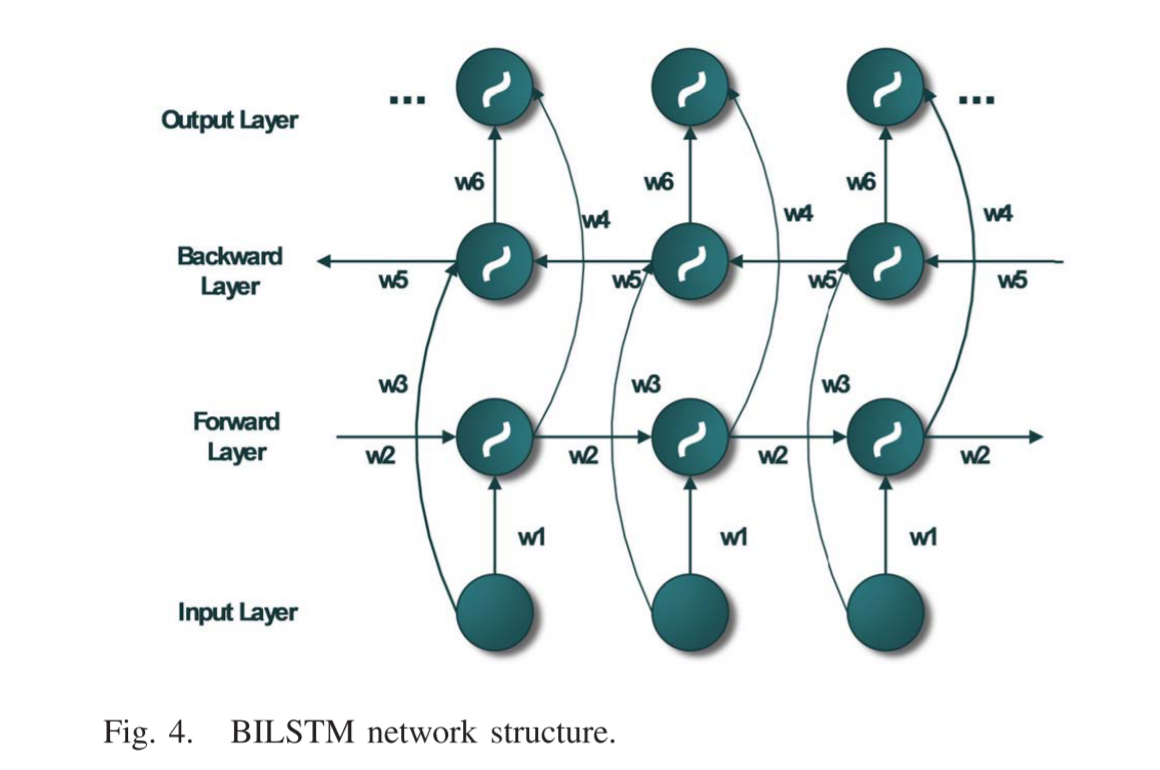 ... ...
Output Layer
w6 w6 w6
w4 w4 w4
Backward
Layer
w5 w5 w5 w5
w3 w3 w3
Forward
Layer
w2 w2 w2 w2
w1 w1 w1
Input Layer
Fig. 4. BILSTM network structure.